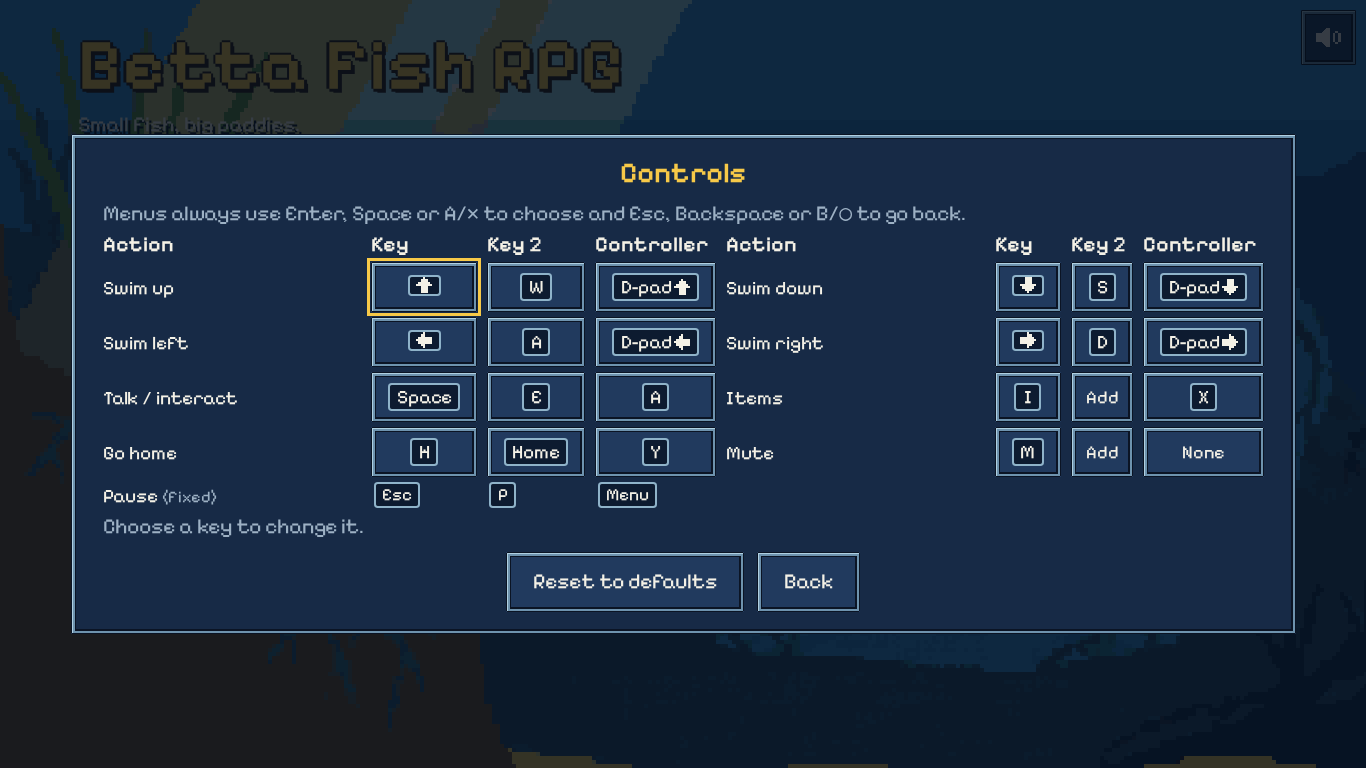 Betta Fish RPG
Small fish, big paddies.
Controls
Menus always use Enter, Space or A/× to choose and Esc, Backspace or B/○ to go back.
Action Key Key 2 Controller Action Key Key 2 Controller
Swim up ↑ W D-pad↑ Swim down ↓ S D-pad↓
Swim left ← A D-pad← Swim right → D D-pad→
Talk / interact Space E A Items I Add X
Go home H Home Y Mute M Add None
Pause (fixed) Esc P Menu
Choose a key to change it.
Reset to defaults Back